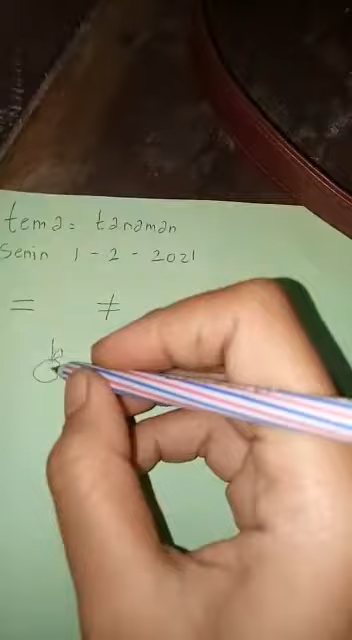 tema = tanaman
Senin 1 - 2 - 2021
= ≠